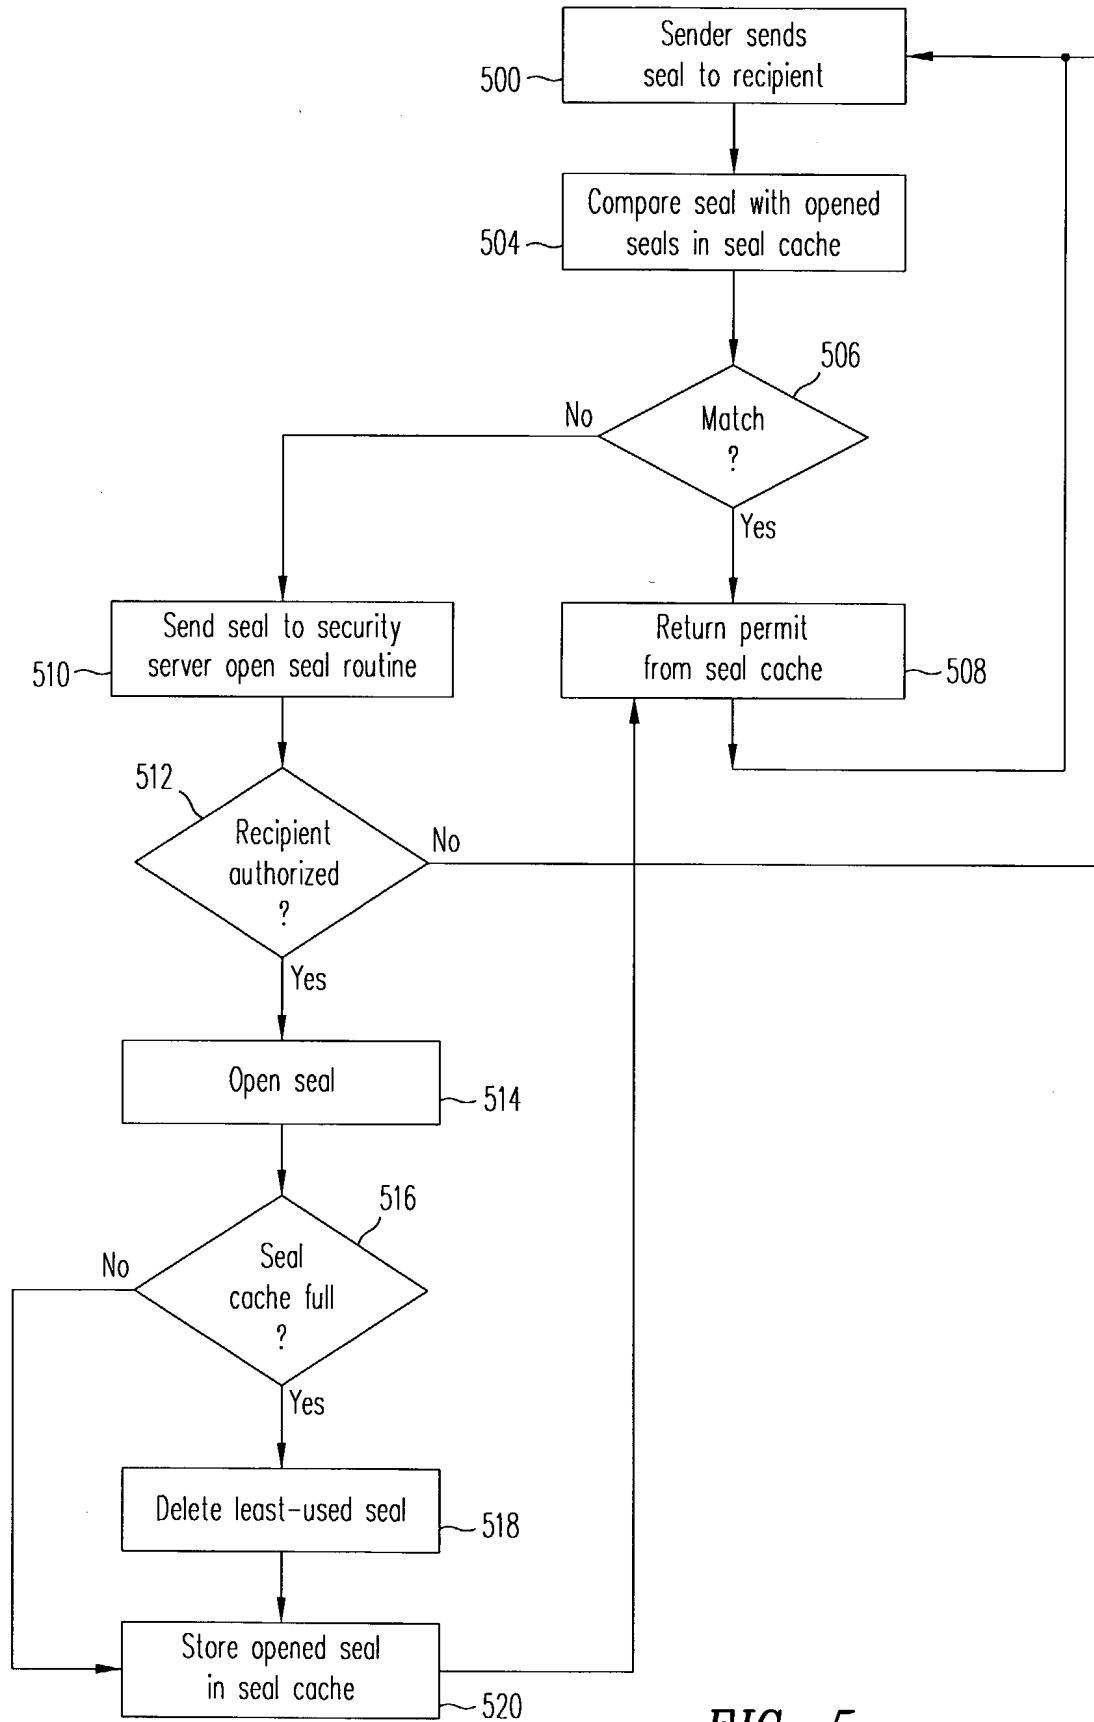 Sender sends
seal to recipient
500
Compare seal with opened
seals in seal cache
504
506
Match
?
No
Yes
Send seal to security
server open seal routine
510
Return permit
from seal cache
508
512
Recipient
authorized
?
No
Yes
Open seal
514
516
Seal
cache full
?
No
Yes
Delete least-used seal
518
Store opened seal
in seal cache
520
FIG. 5